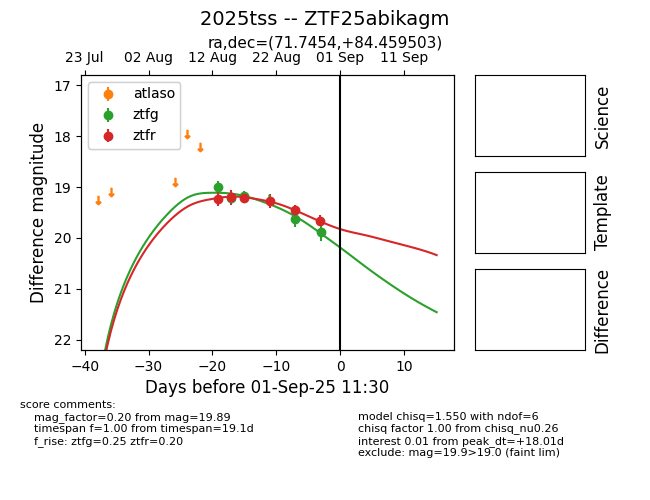 2025tss -- ZTF25abikagm
ra,dec=(71.7454,+84.459503)
23 Jul 02 Aug 12 Aug 22 Aug 01 Sep 11 Sep
atlaso
ztfg
ztfr
17
18
19
20
21
22
Difference magnitude
−40 −30 −20 −10 0 10
Days before 01-Sep-25 11:30
Science
Template
Difference
score comments:
mag_factor=0.20 from mag=19.89
timespan f=1.00 from timespan=19.1d
f_rise: ztfg=0.25 ztfr=0.20
model chisq=1.550 with ndof=6
chisq factor 1.00 from chisq_nu0.26
interest 0.01 from peak_dt=+18.01d
exclude: mag=19.9>19.0 (faint lim)